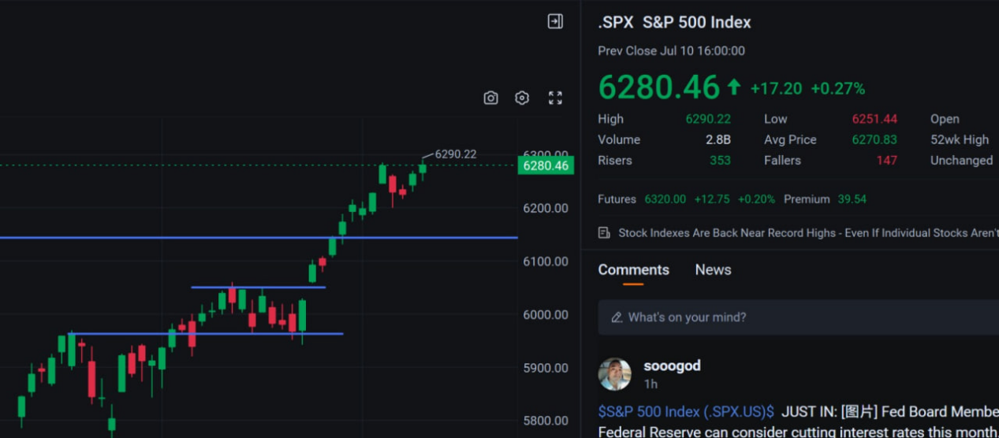 .SPX S&P 500 Index
Prev Close Jul 10 16:00:00
6280.46 +17.20 +0.27%
High 6290.22 Low 6251.44 Open
Volume 2.8B Avg Price 6270.83 52wk High
Risers 353 Fallers 147 Unchanged
Futures 6320.00 +12.75 +0.20% Premium 39.54
Stock Indexes Are Back Near Record Highs - Even If Individual Stocks Aren't
Comments News
What's on your mind?
sooogod
1h
$S&P 500 Index (.SPX.US)$ JUST IN: [图片] Fed Board Membe
Federal Reserve can consider cutting interest rates this month
6290.22
6300.00
6280.46
6200.00
6100.00
6000.00
5900.00
5800.00